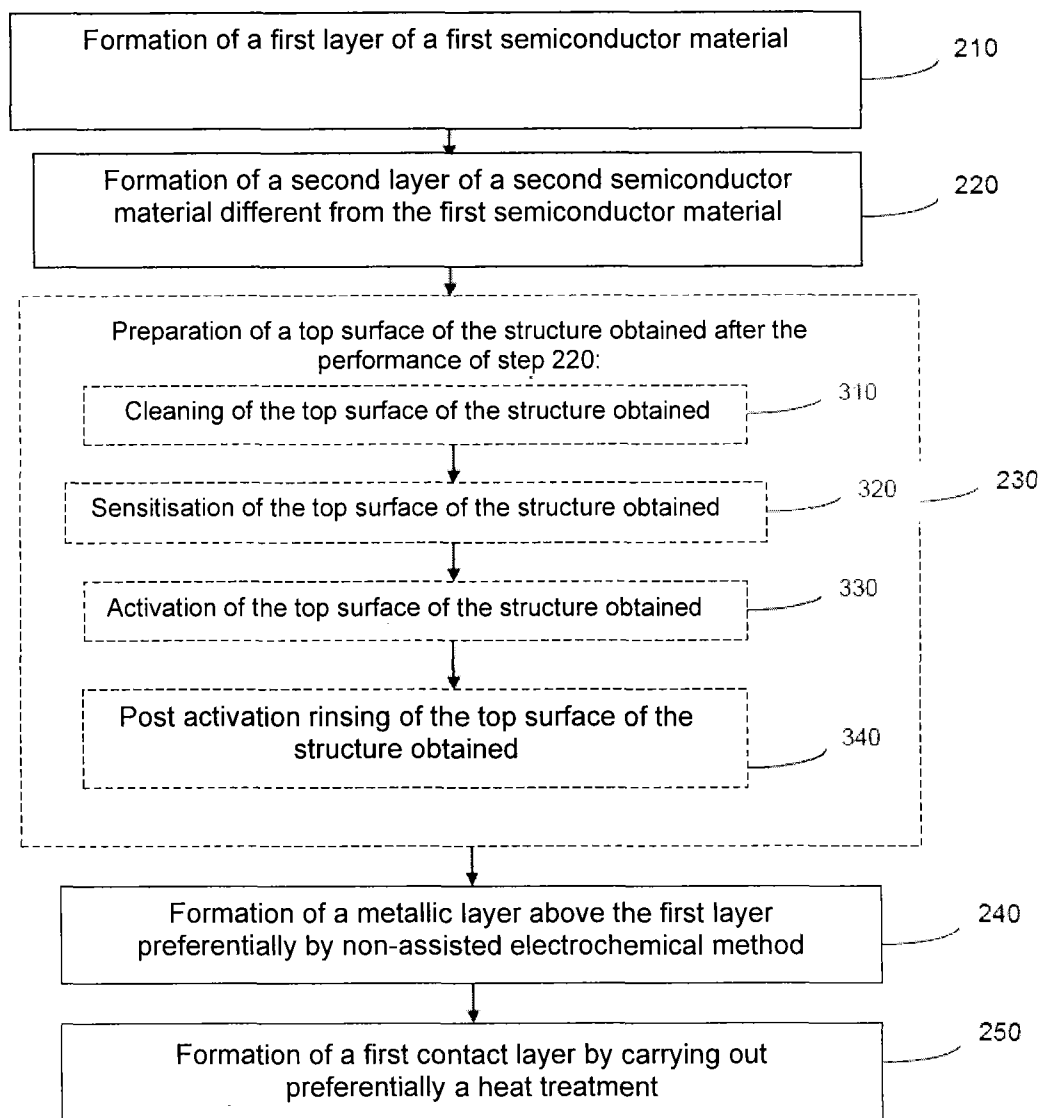 Formation of a first layer of a first semiconductor material
210
Formation of a second layer of a second semiconductor
material different from the first semiconductor material
220
Preparation of a top surface of the structure obtained after the
performance of step 220:
Cleaning of the top surface of the structure obtained
310
Sensitisation of the top surface of the structure obtained
320
230
Activation of the top surface of the structure obtained
330
Post activation rinsing of the top surface of the
structure obtained
340
Formation of a metallic layer above the first layer
preferentially by non-assisted electrochemical method
240
Formation of a first contact layer by carrying out
preferentially a heat treatment
250